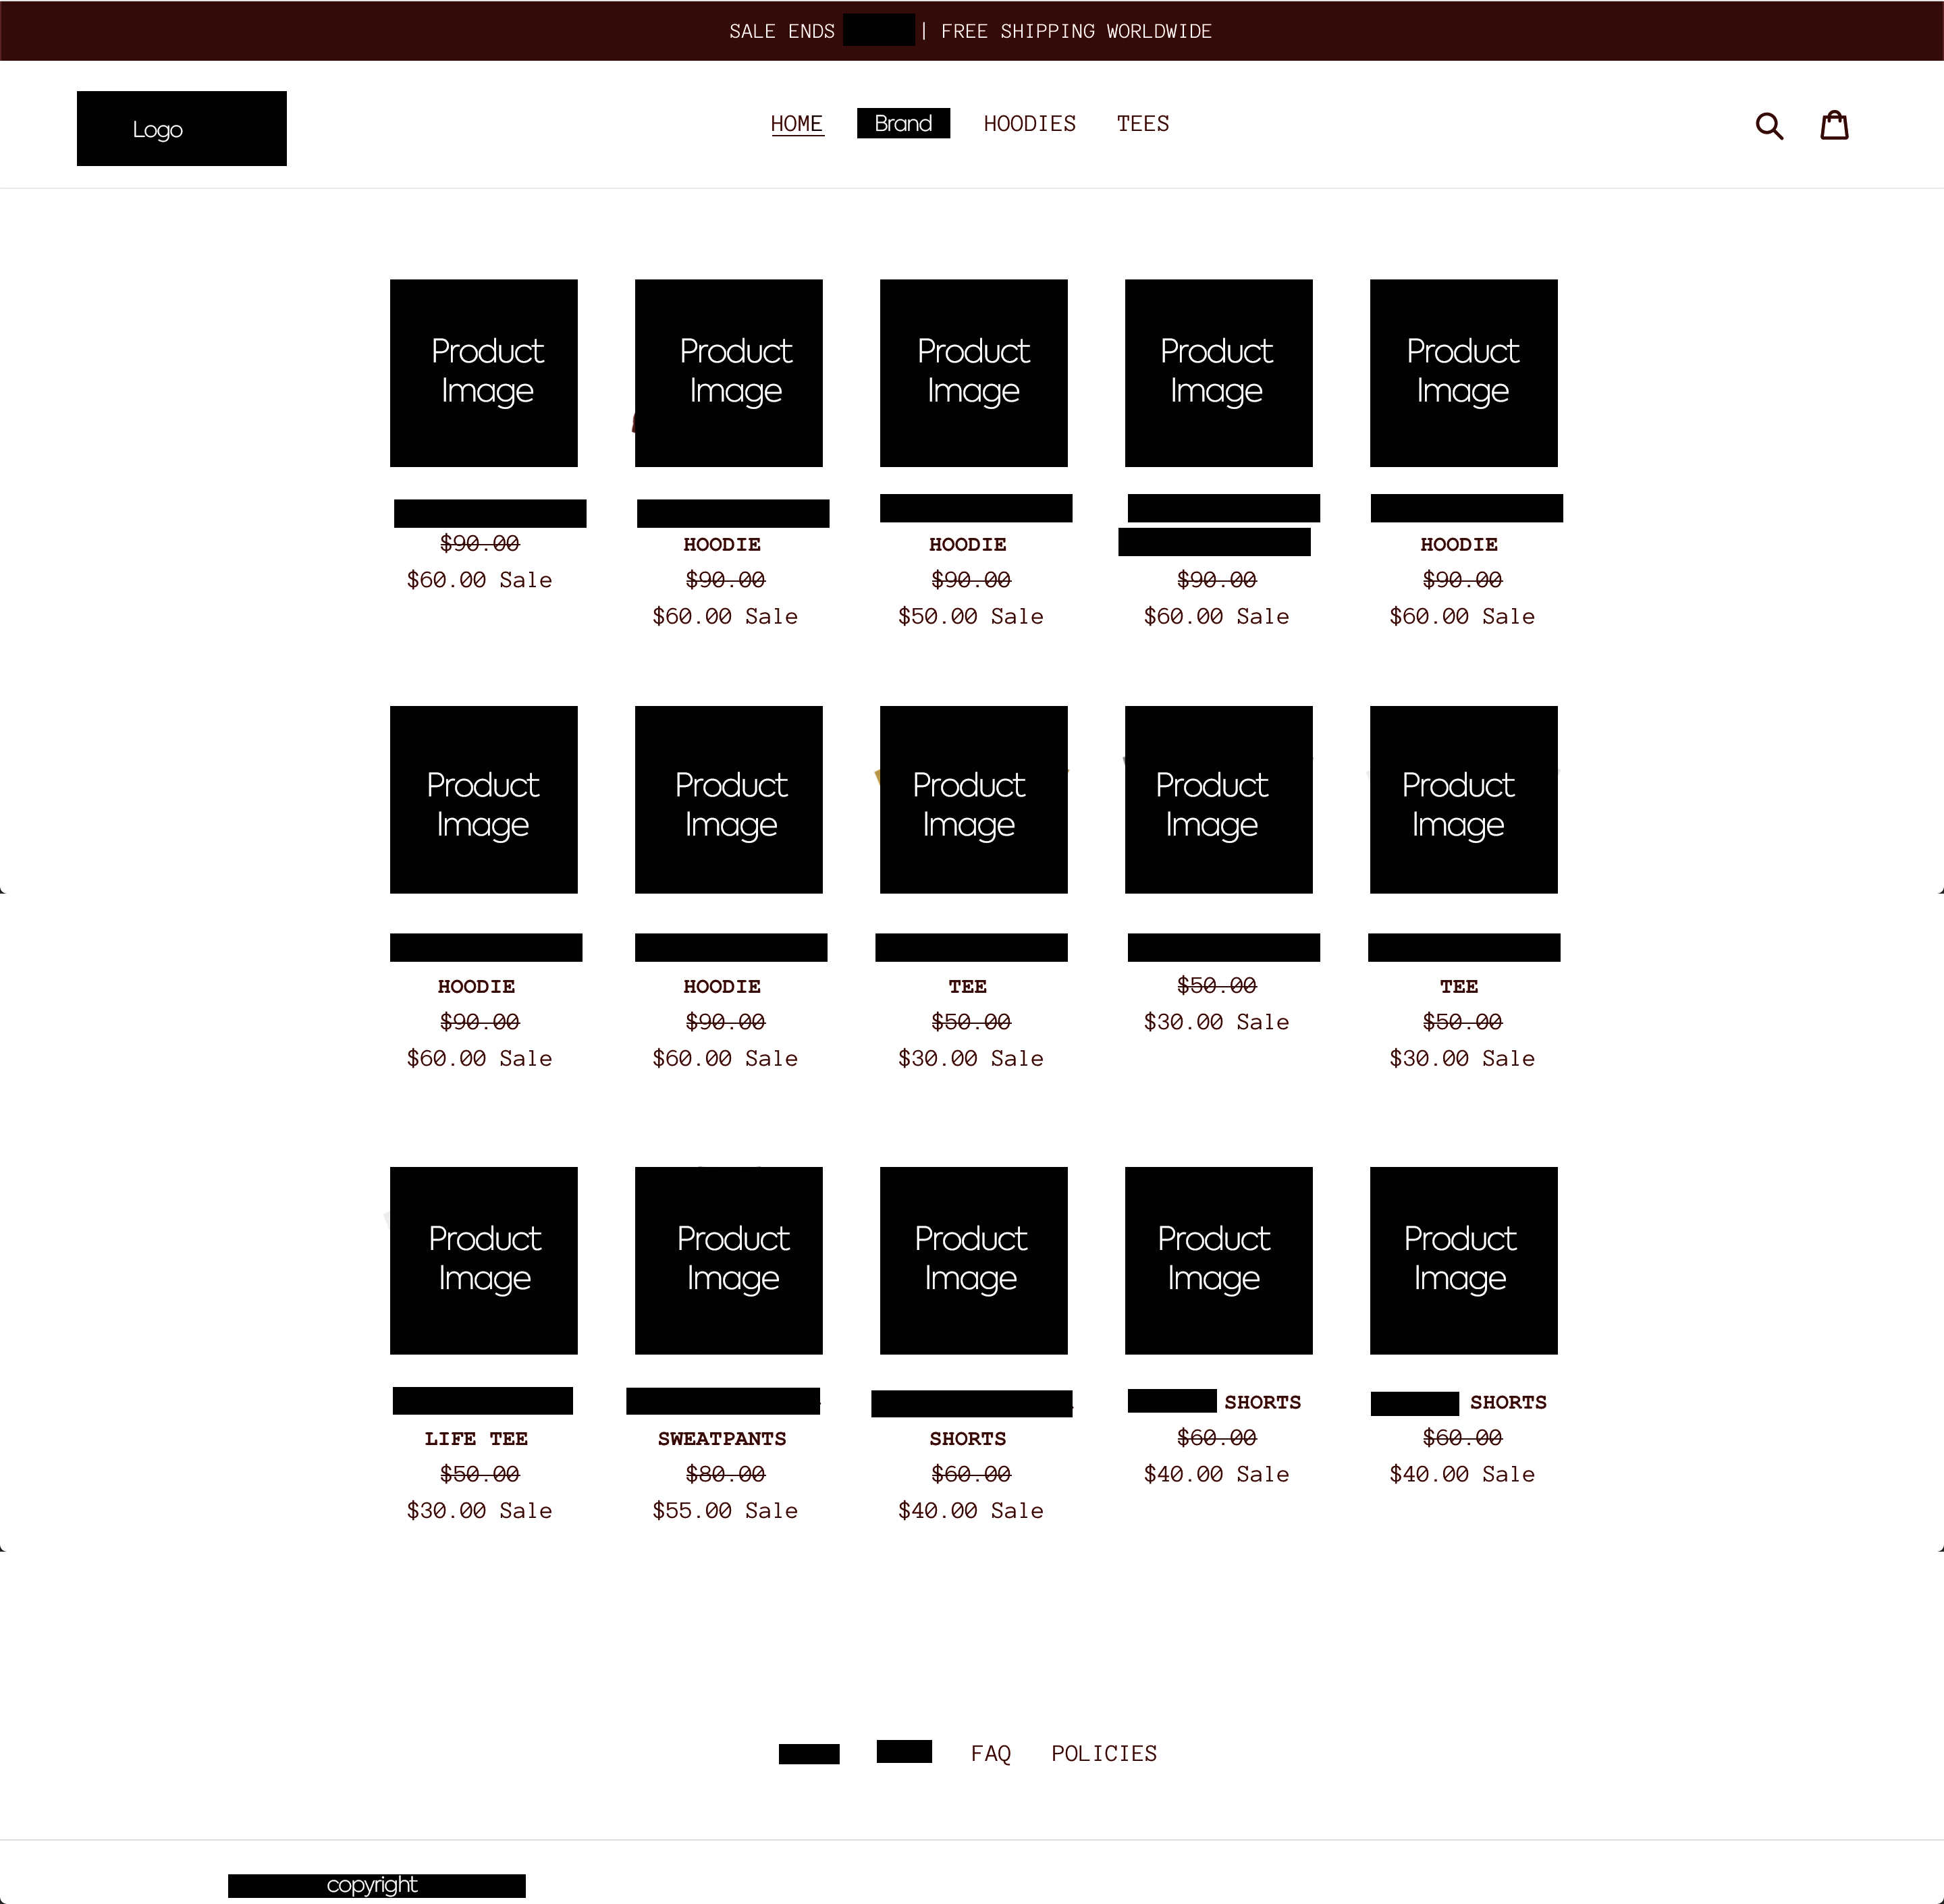 SALE ENDS | FREE SHIPPING WORLDWIDE
Logo
HOME Brand HOODIES TEES
Product Product Product Product Product
Image Image Image Image Image
$90.00 HOODIE HOODIE HOODIE
$60.00 Sale $90.00 $90.00 $90.00 $90.00
$60.00 Sale $50.00 Sale $60.00 Sale $60.00 Sale
Product Product Product Product Product
Image Image Image Image Image
HOODIE HOODIE TEE $50.00 TEE
$90.00 $90.00 $50.00 $30.00 Sale $50.00
$60.00 Sale $60.00 Sale $30.00 Sale $30.00 Sale
Product Product Product Product Product
Image Image Image Image Image
SHORTS SHORTS
LIFE TEE SWEATPANTS SHORTS $60.00 $60.00
$50.00 $80.00 $60.00 $40.00 Sale $40.00 Sale
$30.00 Sale $55.00 Sale $40.00 Sale
FAQ POLICIES
copyright